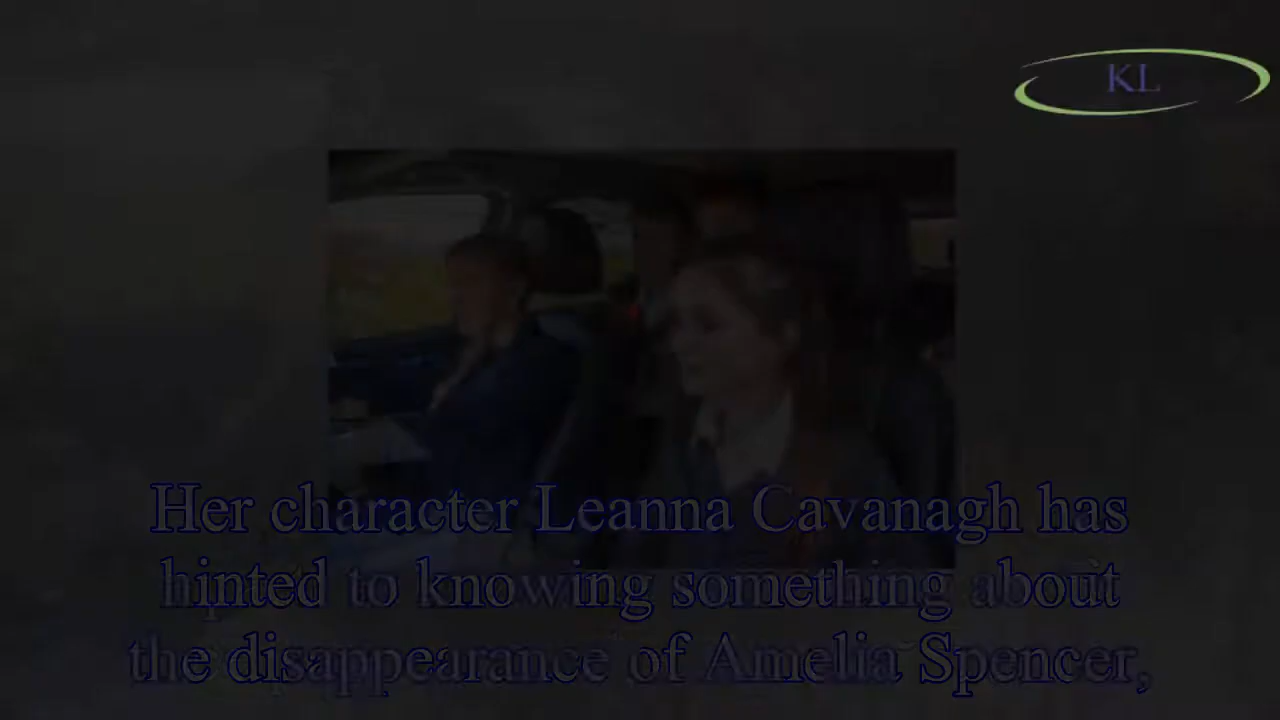 KL
Her character Leanna Cavanagh has
hinted to knowing something about
the disappearance of Amelia Spencer,